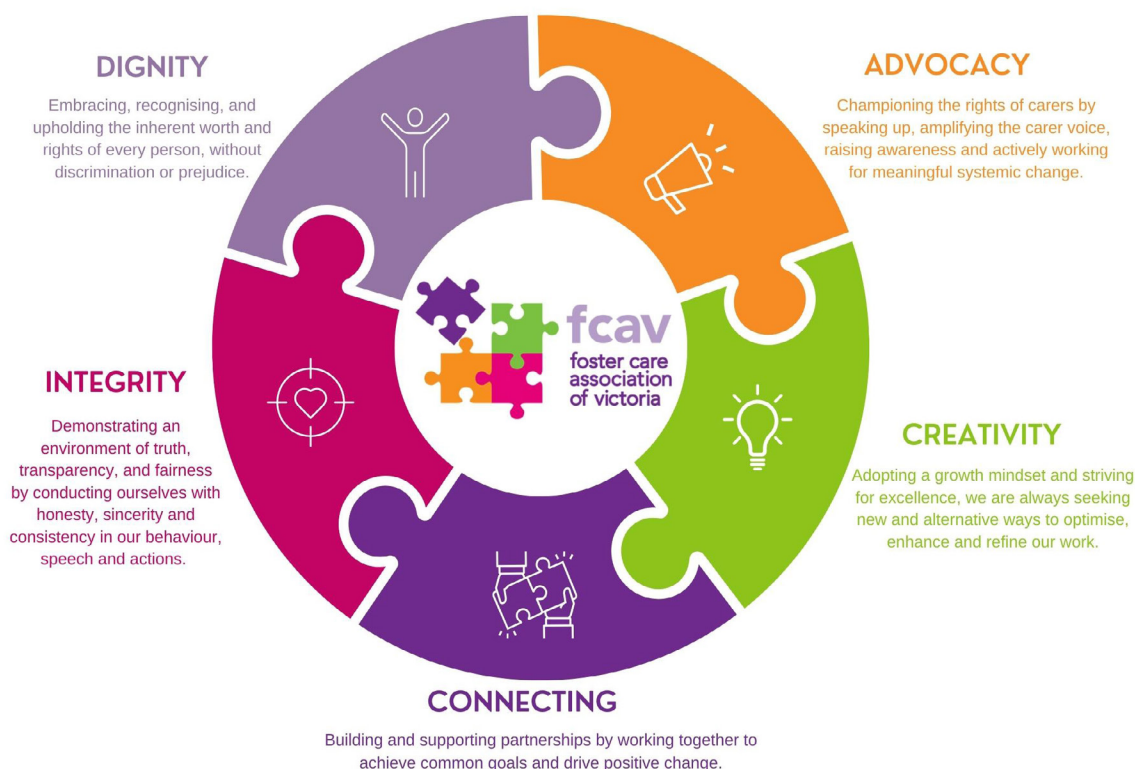 DIGNITY
Embracing, recognising, and
upholding the inherent worth and
rights of every person, without
discrimination or prejudice.
ADVOCACY
Championing the rights of carers by
speaking up, amplifying the carer voice,
raising awareness and actively working
for meaningful systemic change.
fcav
foster care
association
of victoria
INTEGRITY
Demonstrating an
environment of truth,
transparency, and fairness
by conducting ourselves with
honesty, sincerity and
consistency in our behaviour,
speech and actions.
CREATIVITY
Adopting a growth mindset and striving
for excellence, we are always seeking
new and alternative ways to optimise,
enhance and refine our work.
CONNECTING
Building and supporting partnerships by working together to
achieve common goals and drive positive change.